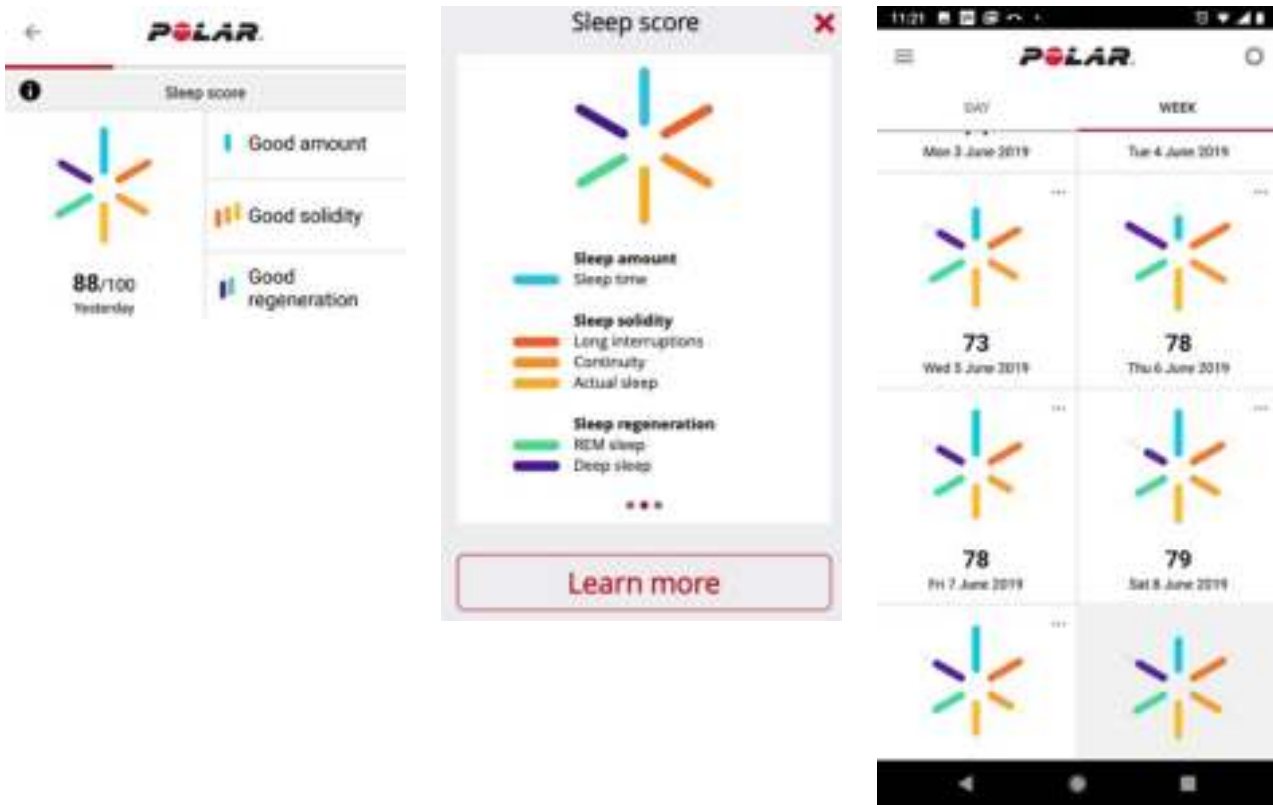 POLAR
Sleep score
Good amount
Good solidity
Good
regeneration
88/100
Yesterday
Sleep score
Sleep amount
Sleep time
Sleep solidity
Long interruptions
Continuity
Actual sleep
Sleep regeneration
REM sleep
Deep sleep
Learn more
11:21
POLAR
DAY
WEEK
Mon 3 June 2019
Tue 4 June 2019
73
Wed 5 June 2019
78
Thu 6 June 2019
78
Fri 7 June 2019
79
Sat 8 June 2019